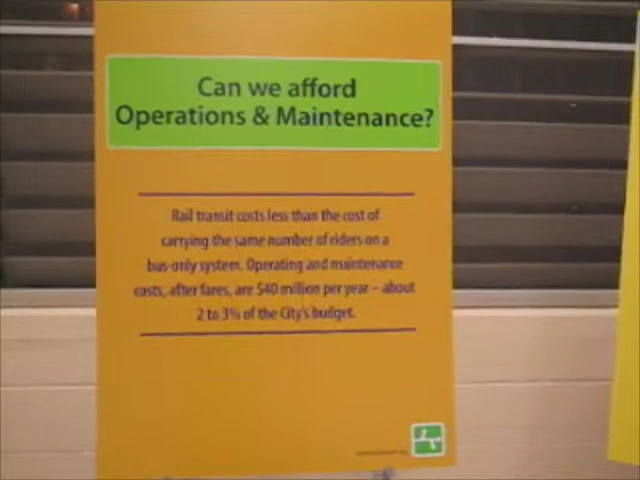 Can we afford
Operations & Maintenance?
Rail transit costs less than the cost of
carrying the same number of riders on a
bus-only system. Operating and maintenance
costs, after fares, are $40 million per year – about
2 to 3% of the City's budget.